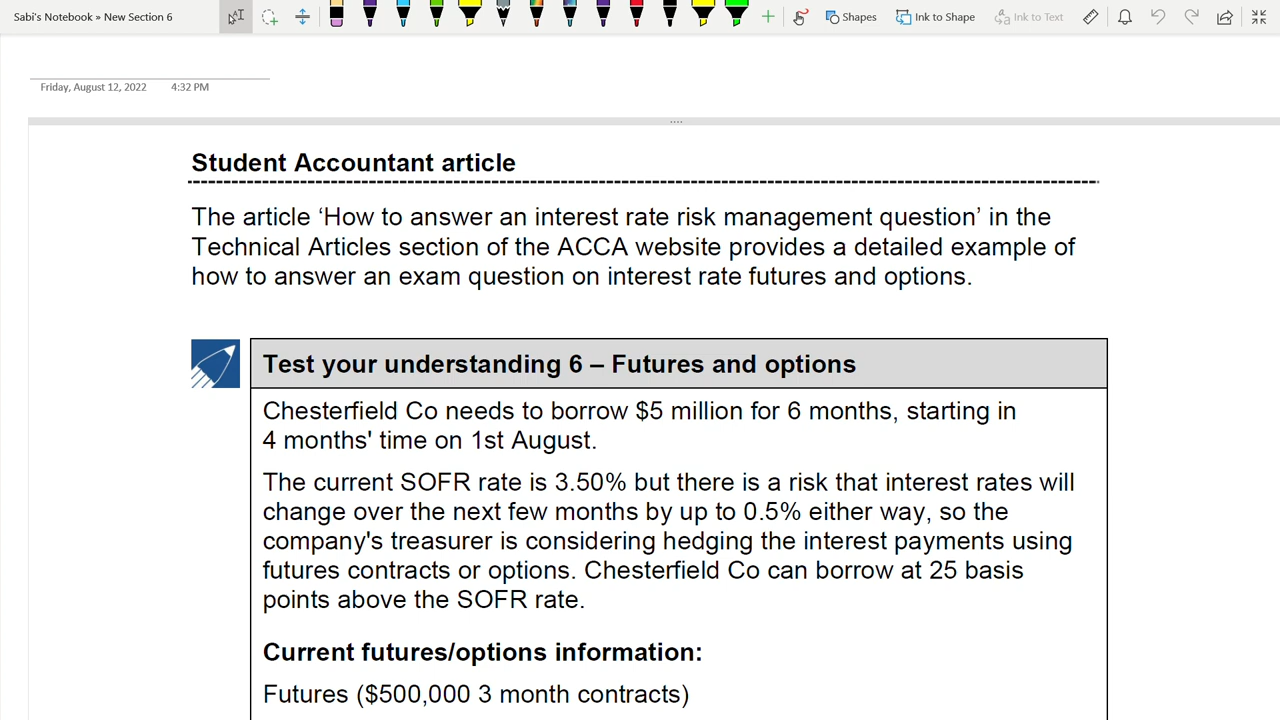 Sabi's Notebook » New Section 6
Shapes
Ink to Shape
Ink to Text
Friday, August 12, 2022 4:32 PM
Student Accountant article
The article ‘How to answer an interest rate risk management question’ in the
Technical Articles section of the ACCA website provides a detailed example of
how to answer an exam question on interest rate futures and options.
Test your understanding 6 – Futures and options
Chesterfield Co needs to borrow $5 million for 6 months, starting in
4 months' time on 1st August.
The current SOFR rate is 3.50% but there is a risk that interest rates will
change over the next few months by up to 0.5% either way, so the
company's treasurer is considering hedging the interest payments using
futures contracts or options. Chesterfield Co can borrow at 25 basis
points above the SOFR rate.
Current futures/options information:
Futures ($500,000 3 month contracts)